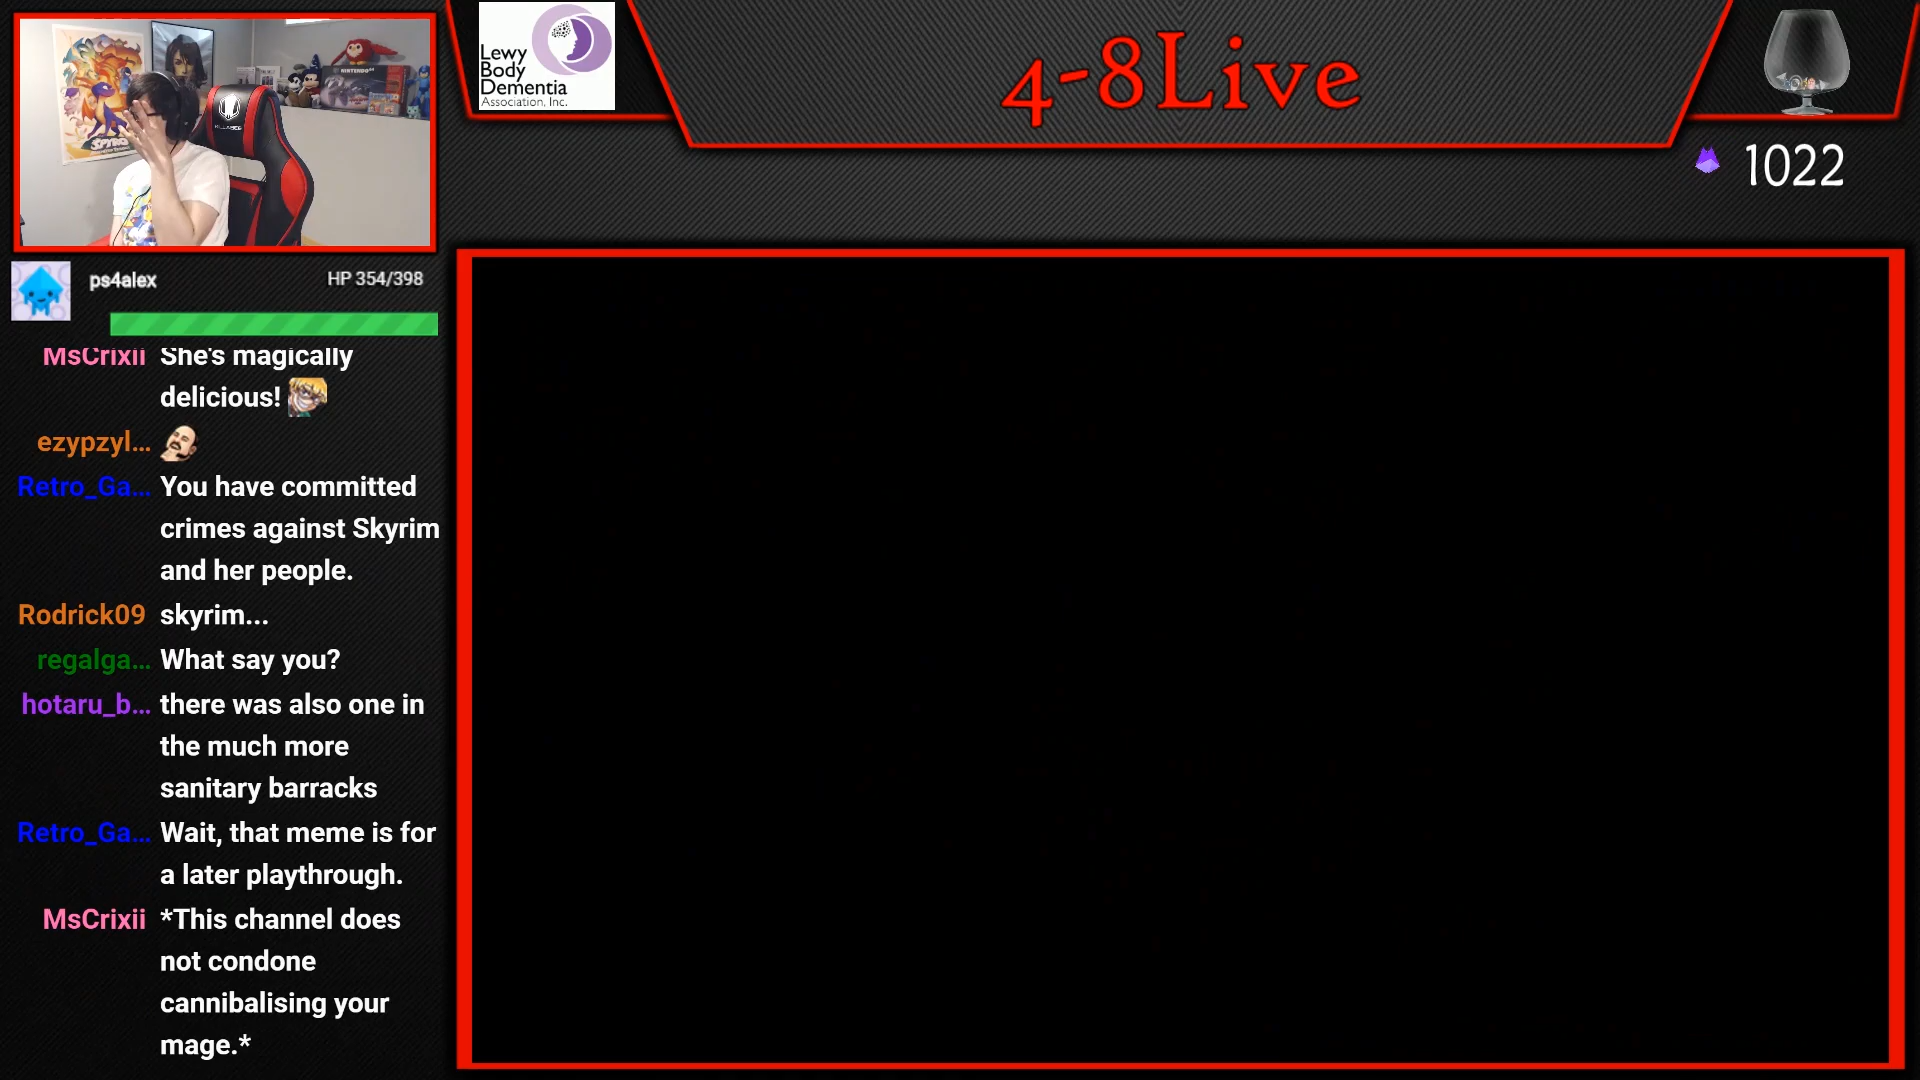 SPYRO
NINTENDO
Lewy
Body
Dementia
Association, Inc.
4-8Live
1022
ps4alex
HP 354/398
MsCrixii She's magically
delicious!
ezypzyl...
Retro_Ga... You have committed
crimes against Skyrim
and her people.
Rodrick09 skyrim...
regalga... What say you?
hotaru_b... there was also one in
the much more
sanitary barracks
Retro_Ga... Wait, that meme is for
a later playthrough.
MsCrixii *This channel does
not condone
cannibalising your
mage.*